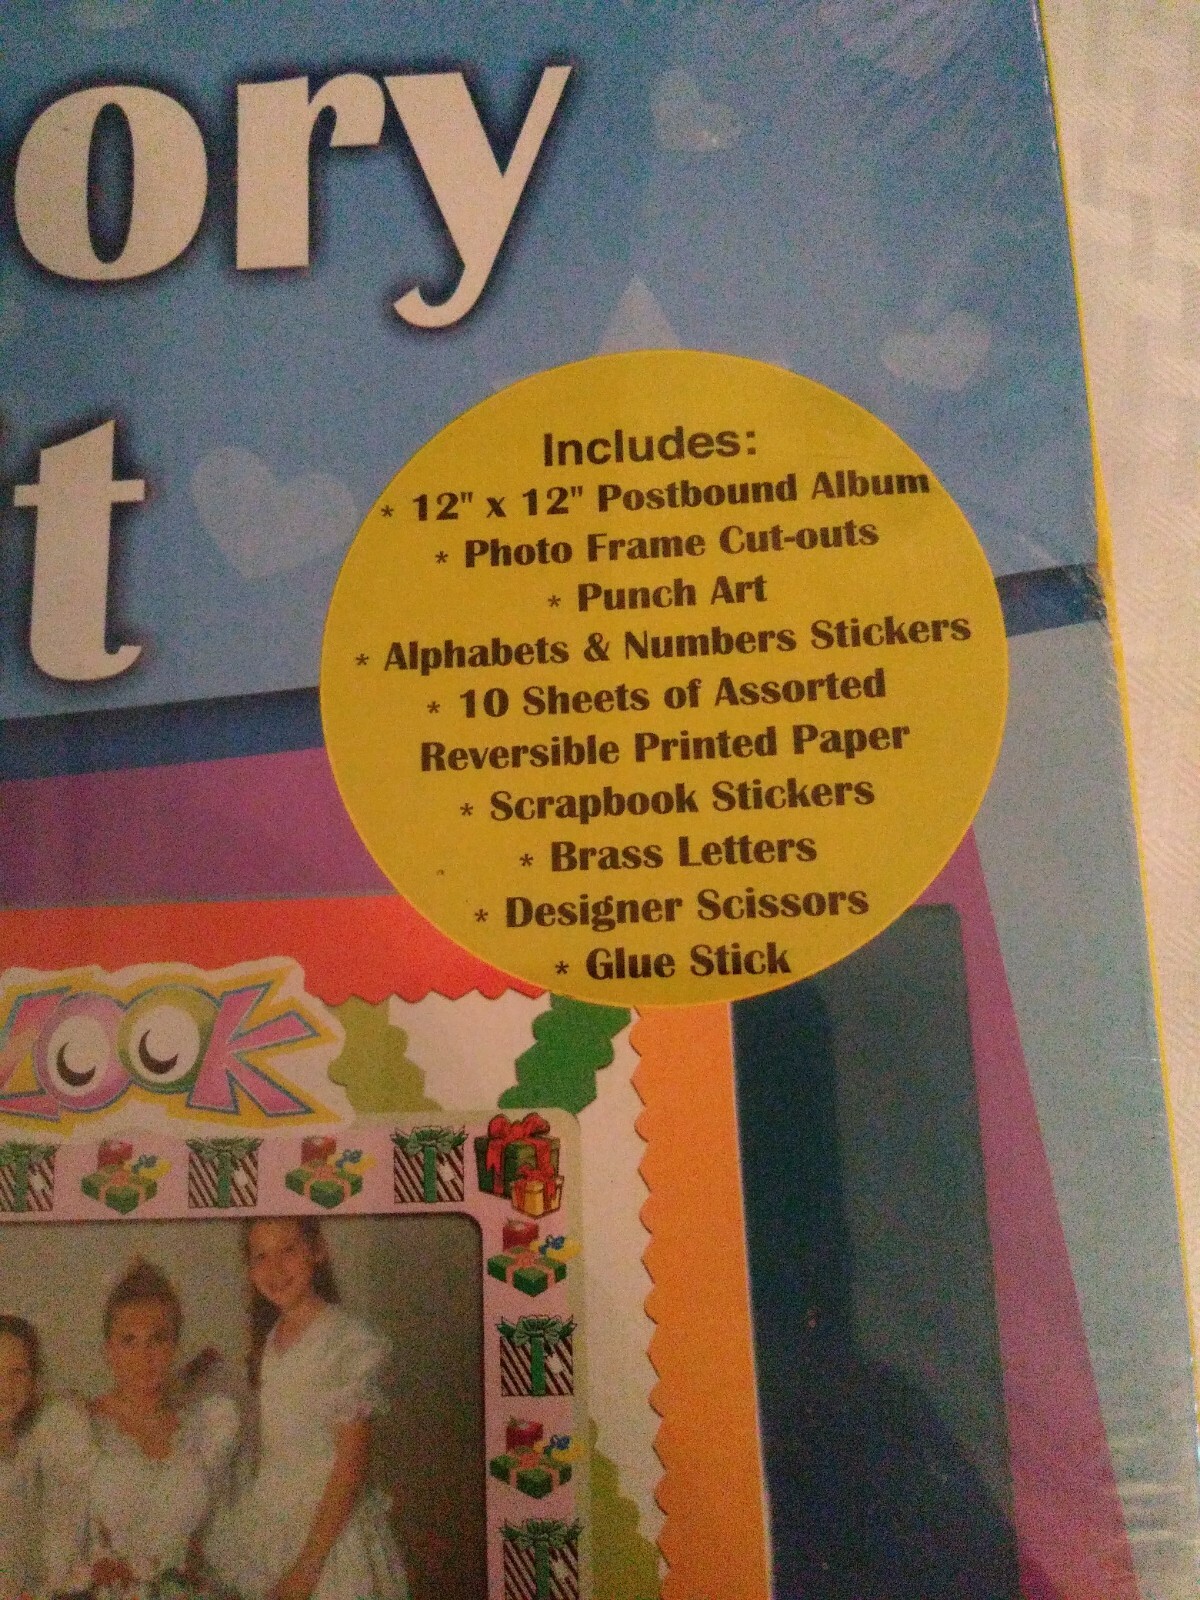 ory
t
Includes:
* 12" x 12" Postbound Album
* Photo Frame Cut-outs
* Punch Art
* Alphabets & Numbers Stickers
* 10 Sheets of Assorted
Reversible Printed Paper
* Scrapbook Stickers
* Brass Letters
* Designer Scissors
* Glue Stick
LOOK